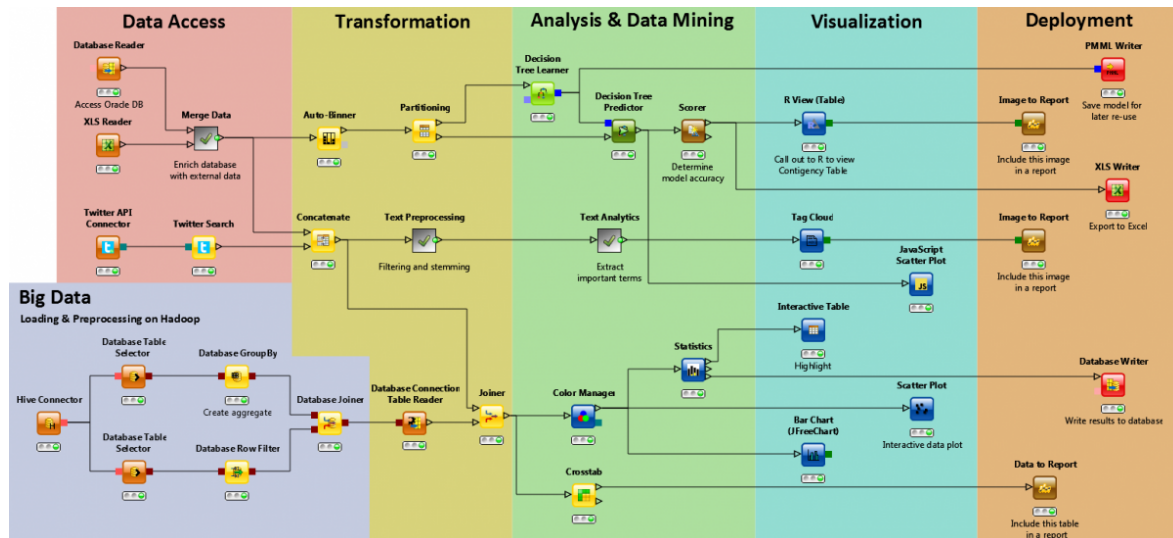 Data Access
Transformation
Analysis & Data Mining
Visualization
Deployment
Database Reader
Access Oracle DB
XLS Reader
Merge Data
Enrich database
with external data
Auto-Binner
Partitioning
Decision
Tree Learner
Decision Tree
Predictor
Scorer
Determine
model accuracy
R View (Table)
Call out to R to view
Contigency Table
Image to Report
Include this image
in a report
PMML Writer
Save model for
later re-use
XLS Writer
Export to Excel
Twitter API
Connector
Twitter Search
Concatenate
Text Preprocessing
Filtering and stemming
Text Analytics
Extract
important terms
Tag Cloud
JavaScript
Scatter Plot
JS
Image to Report
Include this image
in a report
Big Data
Loading & Preprocessing on Hadoop
Hive Connector
Database Table
Selector
Database GroupBy
Create aggregate
Database Table
Selector
Database Row Filter
Database Joiner
Database Connection
Table Reader
Joiner
Color Manager
Statistics
Crosstab
Interactive Table
Highlight
Scatter Plot
Interactive data plot
Bar Chart
(JFreeChart)
Database Writer
Write results to database
Data to Report
Include this table
in a report